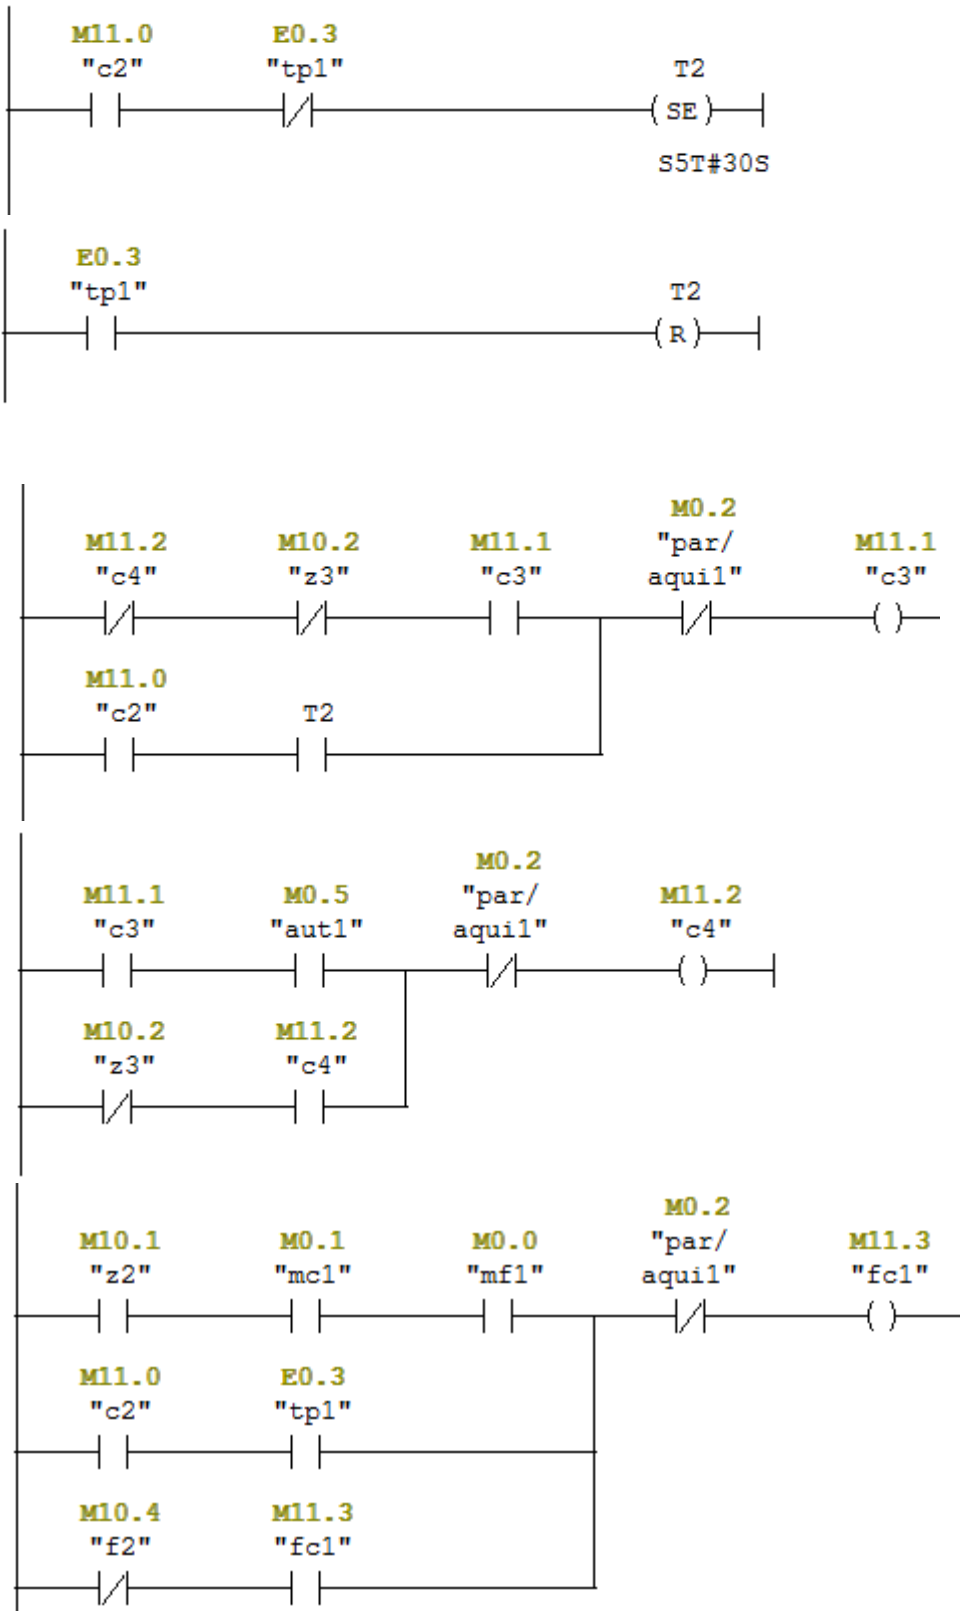 M11.0 E0.3
"c2" "tp1" T2
SE
S5T#30S
E0.3
"tp1" T2
R
M0.2
M11.2 M10.2 M11.1 "par/ M11.1
"c4" "z3" "c3" aqui1" "c3"
M11.0
"c2" T2
M0.2
M11.1 M0.5 "par/ M11.2
"c3" "aut1" aqui1" "c4"
M10.2 M11.2
"z3" "c4"
M0.2
M10.1 M0.1 M0.0 "par/ M11.3
"z2" "mc1" "mf1" aqui1" "fc1"
M11.0 E0.3
"c2" "tp1"
M10.4 M11.3
"f2" "fc1"